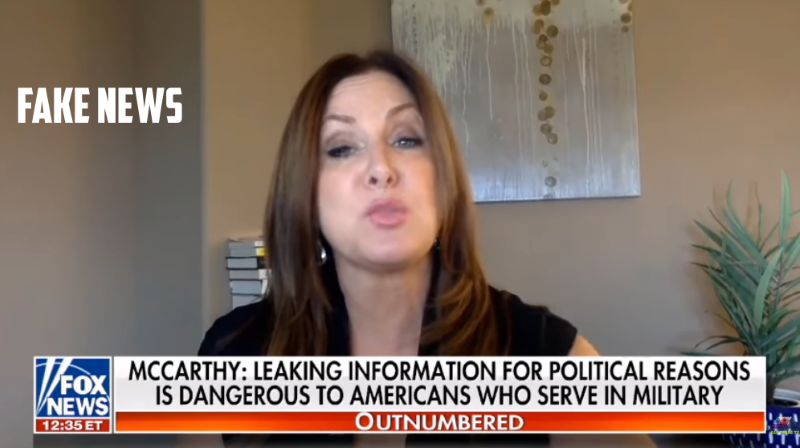 FAKE NEWS
MCCARTHY: LEAKING INFORMATION FOR POLITICAL REASONS
IS DANGEROUS TO AMERICANS WHO SERVE IN MILITARY
FOX
NEWS
12:35 ET
OUTNUMBERED